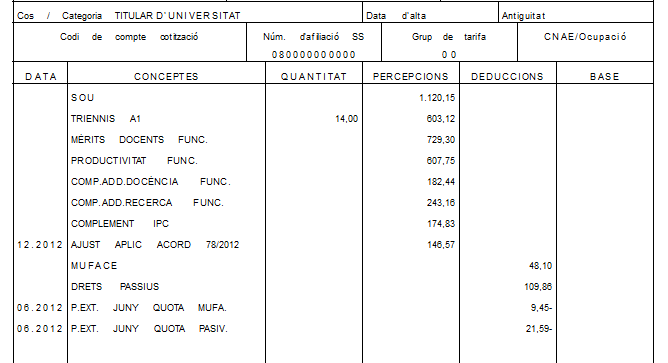 Cos / Categoria TITULAR D'UNIVERSITAT Data d'alta Antiguitat
Codi de compte cotització Núm. d'afiliació SS Grup de tarifa CNAE/Ocupació
080000000000 00
DATA CONCEPTES QUANTITAT PERCEPCIONS DEDUCCIONS BASE
SOU 1.120,15
TRIENNIS A1 14,00 603,12
MÈRITS DOCENTS FUNC. 729,30
PRODUCTIVITAT FUNC. 607,75
COMP.ADD.DOCÈNCIA FUNC. 182,44
COMP.ADD.RECERCA FUNC. 243,16
COMPLEMENT IPC 174,83
12.2012 AJUST APLIC ACORD 78/2012 146,57
MUFACE 48,10
DRETS PASSIUS 109,86
06.2012 P.EXT. JUNY QUOTA MUFA. 9,45-
06.2012 P.EXT. JUNY QUOTA PASIV. 21,59-